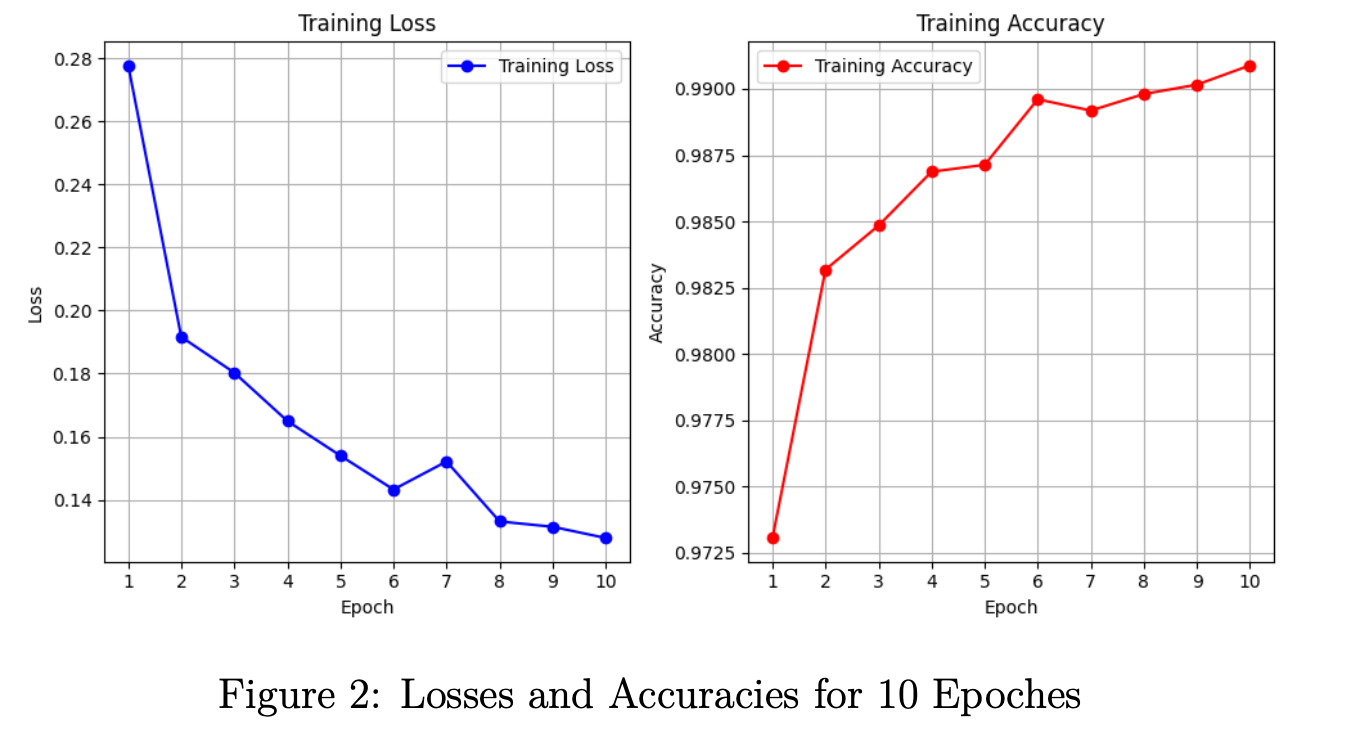 Training Loss
Training Loss
0.28
0.26
0.24
0.22
0.20
0.18
0.16
0.14
Loss
1 2 3 4 5 6 7 8 9 10
Epoch
Training Accuracy
Training Accuracy
0.9900
0.9875
0.9850
0.9825
0.9800
0.9775
0.9750
0.9725
Accuracy
1 2 3 4 5 6 7 8 9 10
Epoch
Figure 2: Losses and Accuracies for 10 Epoches